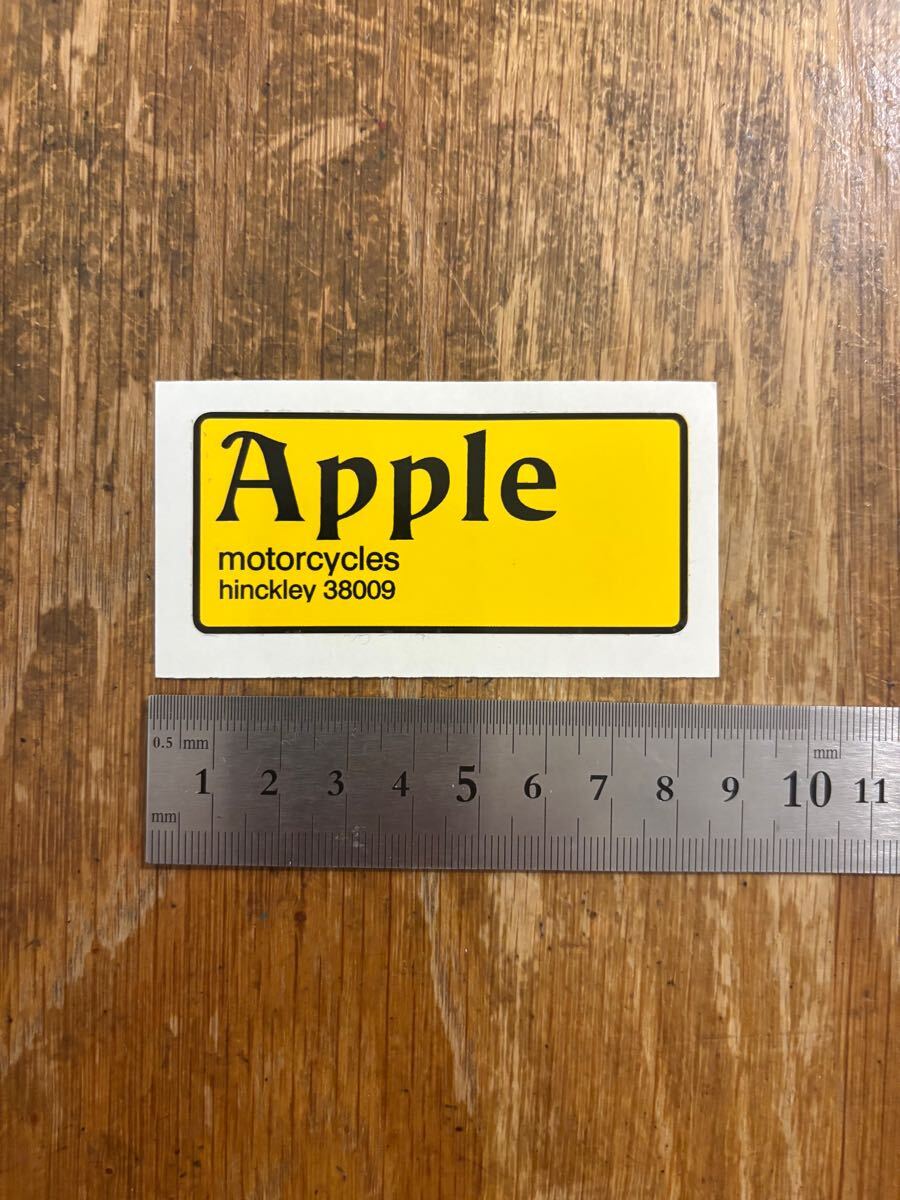 Apple
motorcycles
hinckley 38009
0.5 mm mm
1 2 3 4 5 6 7 8 9 10 11
mm